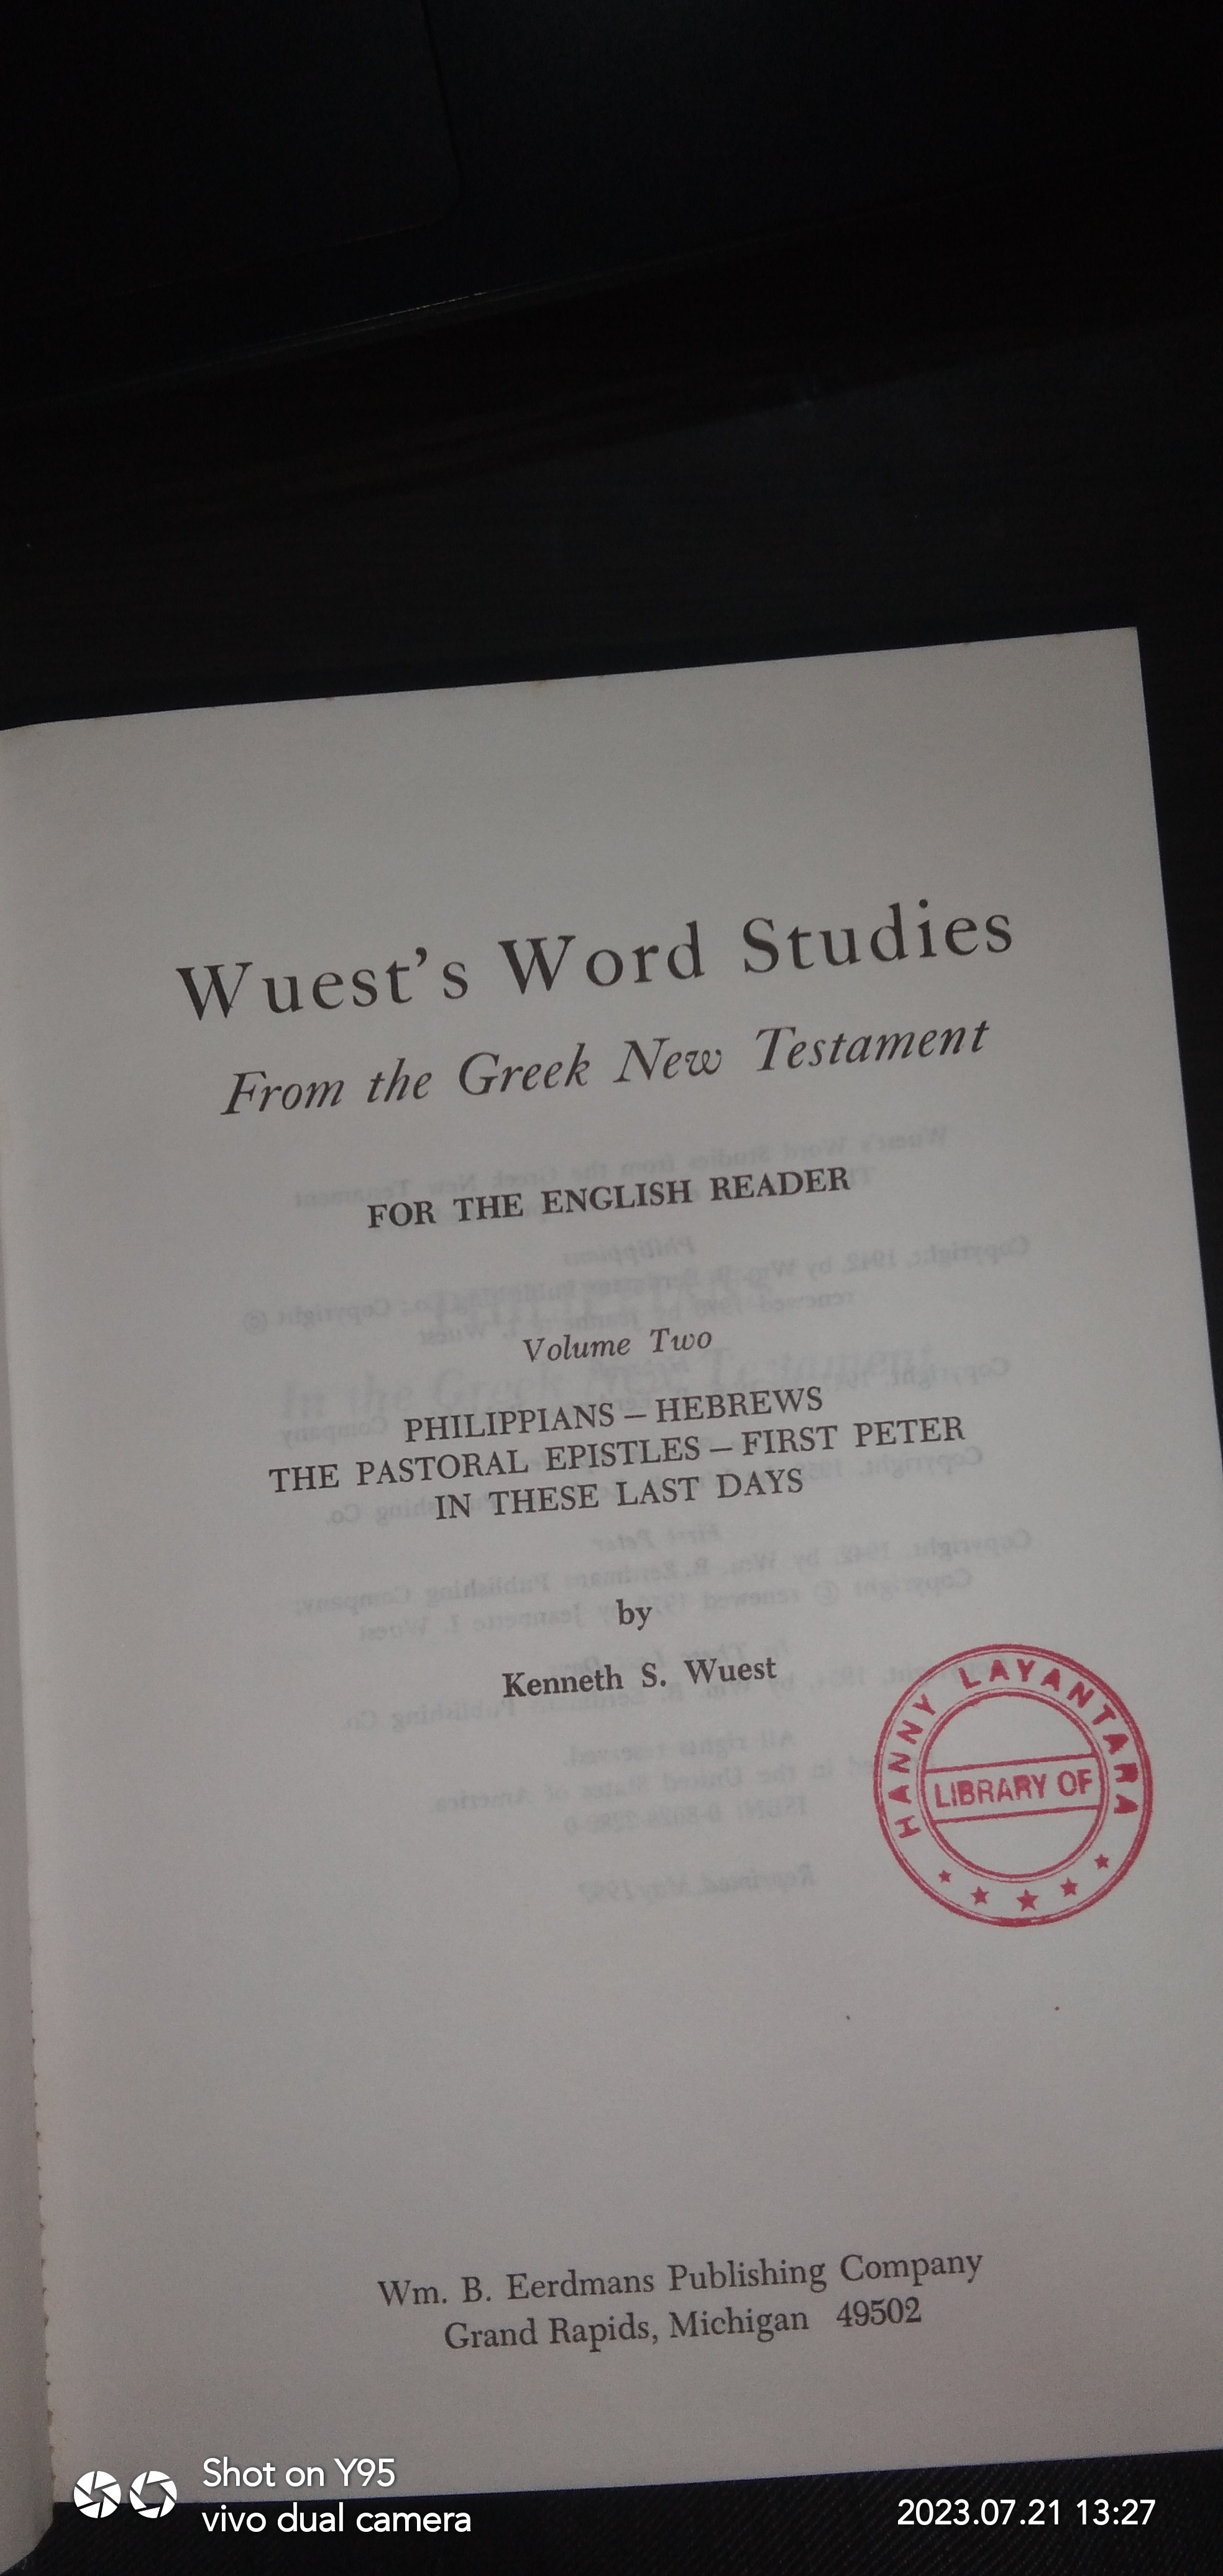 Wuest's Word Studies
From the Greek New Testament
FOR THE ENGLISH READER
Volume Two
PHILIPPIANS – HEBREWS
THE PASTORAL EPISTLES – FIRST PETER
IN THESE LAST DAYS
by
Kenneth S. Wuest
HANNY LAYANTARA
LIBRARY OF
Wm. B. Eerdmans Publishing Company
Grand Rapids, Michigan 49502
Shot on Y95
vivo dual camera
2023.07.21 13:27